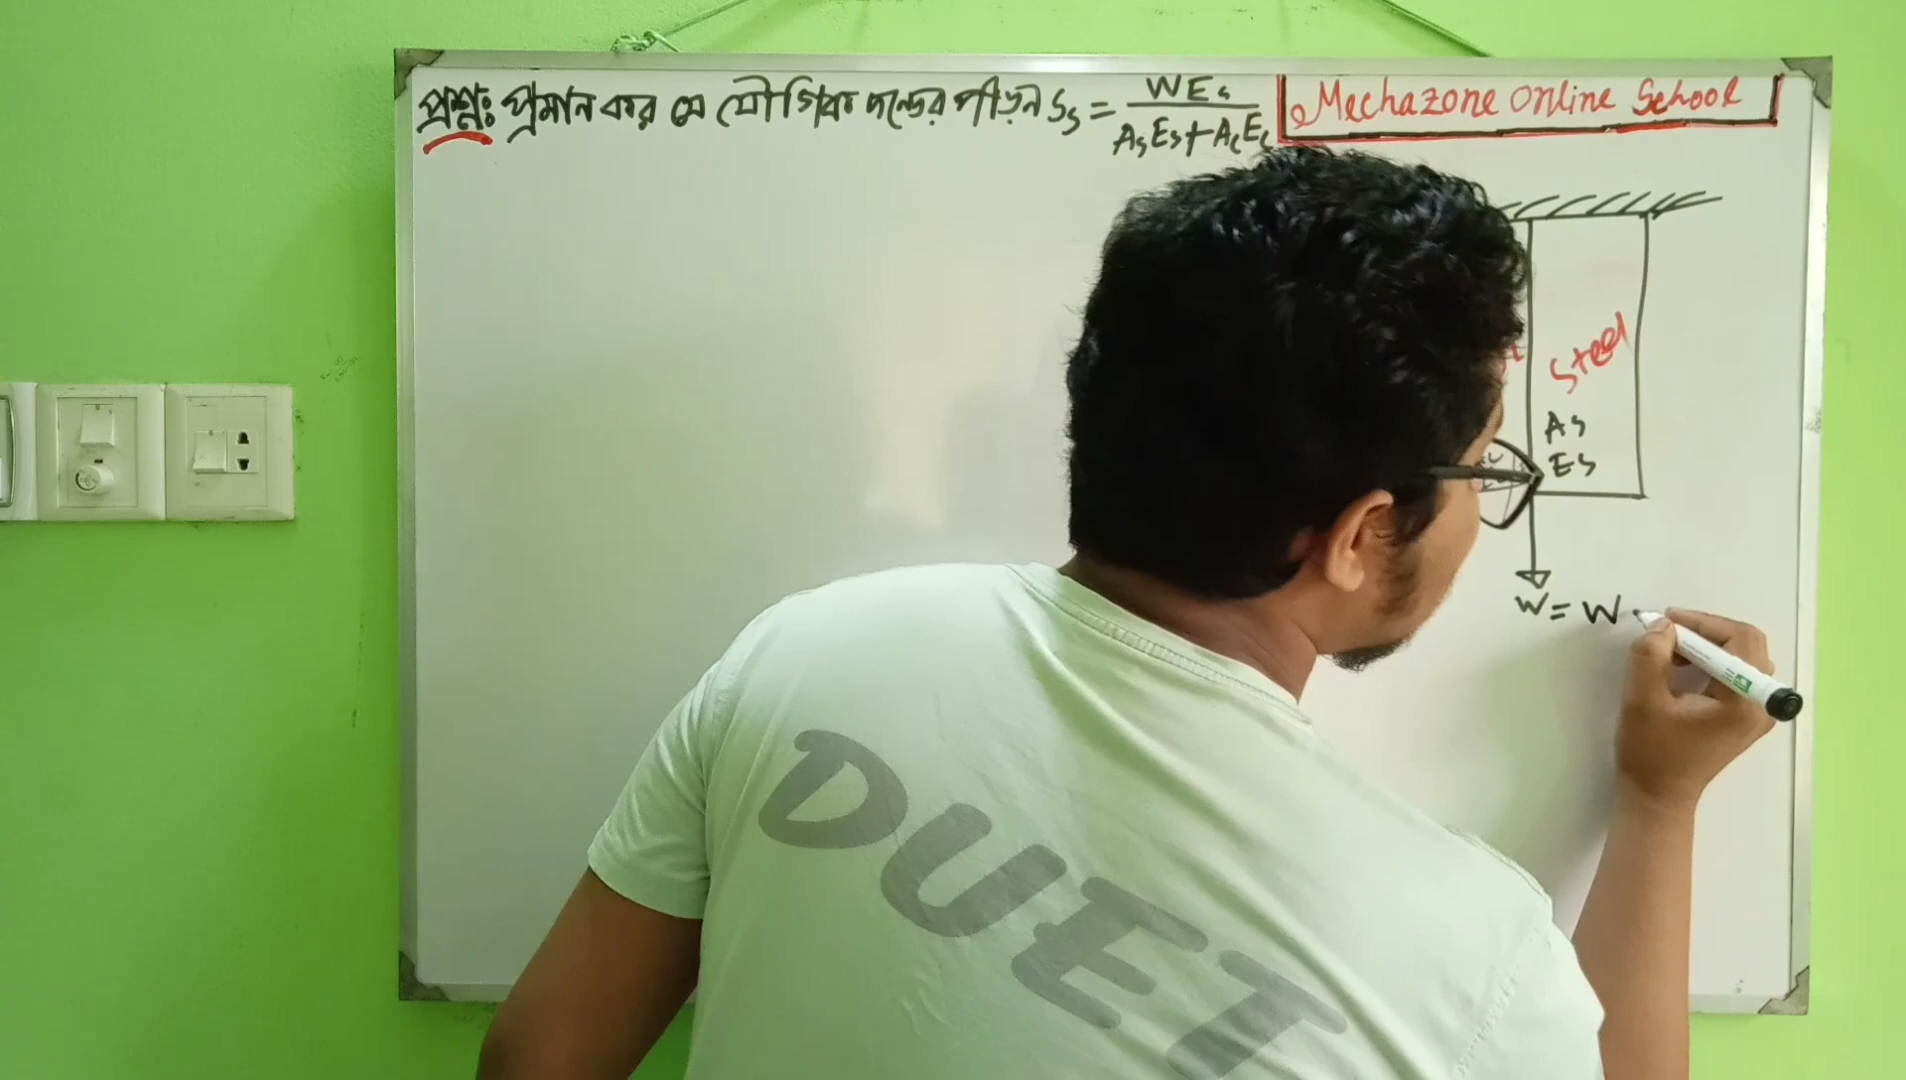 প্রশ্নঃ প্রমান কর যে যৌগিক দন্ডের পীড়ন Ss = WEs / AsEs + AcEc
Mechazone Online School
Steel
As
Es
W = W
DUET